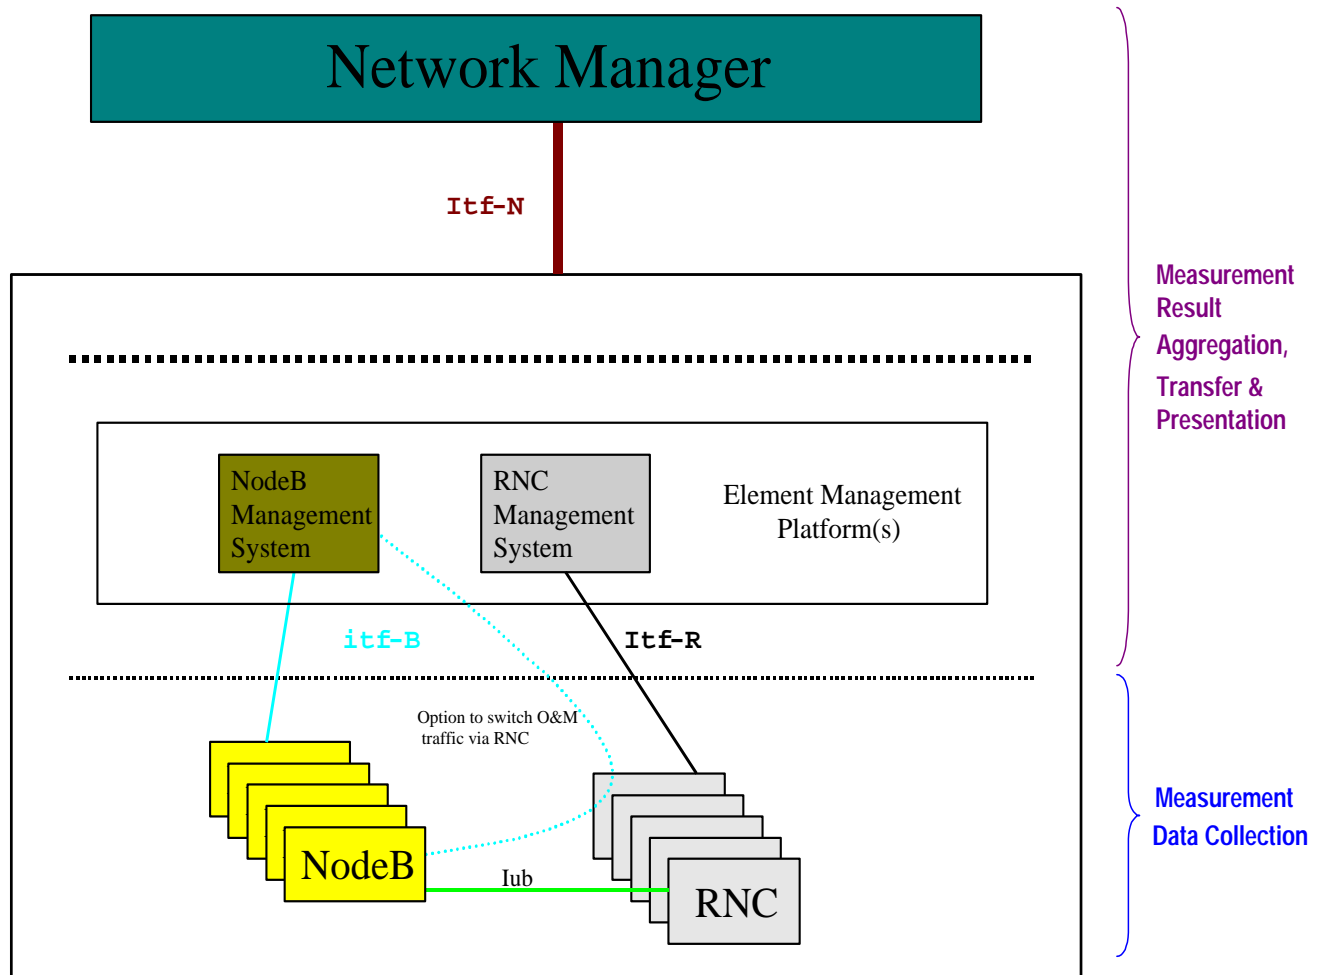 Network Manager
Itf-N
Measurement
Result
Aggregation,
Transfer &
Presentation
NodeB
Management
System
RNC
Management
System
Element Management
Platform(s)
itf-B
Itf-R
Option to switch O&M
traffic via RNC
Measurement
Data Collection
NodeB
Iub
RNC